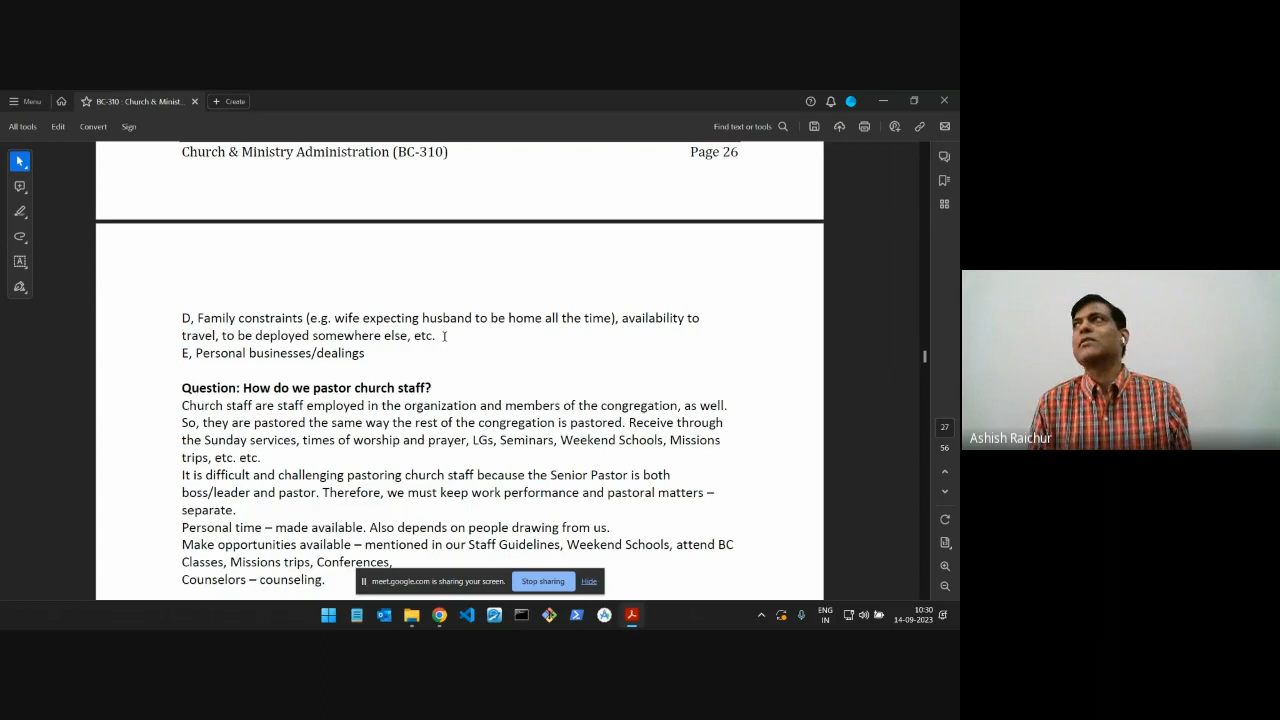 Menu
BC-310 : Church & Minist...
Create
All tools
Edit
Convert
Sign
Find text or tools
Church & Ministry Administration (BC-310)
Page 26
D, Family constraints (e.g. wife expecting husband to be home all the time), availability to
travel, to be deployed somewhere else, etc.
E, Personal businesses/dealings
Question: How do we pastor church staff?
Church staff are staff employed in the organization and members of the congregation, as well.
So, they are pastored the same way the rest of the congregation is pastored. Receive through
the Sunday services, times of worship and prayer, LGs, Seminars, Weekend Schools, Missions
trips, etc. etc.
It is difficult and challenging pastoring church staff because the Senior Pastor is both
boss/leader and pastor. Therefore, we must keep work performance and pastoral matters –
separate.
Personal time – made available. Also depends on people drawing from us.
Make opportunities available – mentioned in our Staff Guidelines, Weekend Schools, attend BC
Classes, Missions trips, Conferences,
Counselors – counseling.
meet.google.com is sharing your screen.
Stop sharing
Hide
27
56
ENG
IN
10:30
14-09-2023
Ashish Raichur